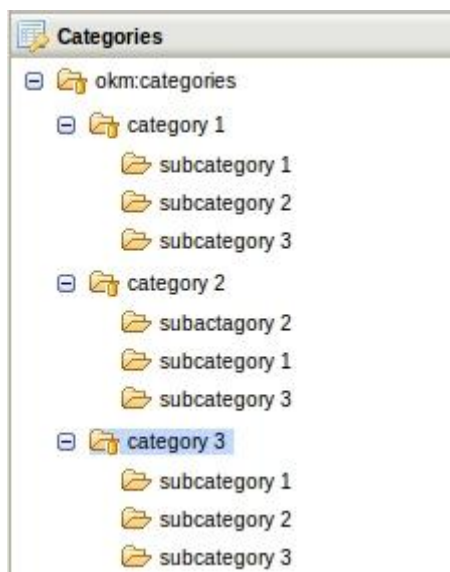 Categories
okm:categories
category 1
subcategory 1
subcategory 2
subcategory 3
category 2
subactagory 2
subcategory 1
subcategory 3
category 3
subcategory 1
subcategory 2
subcategory 3